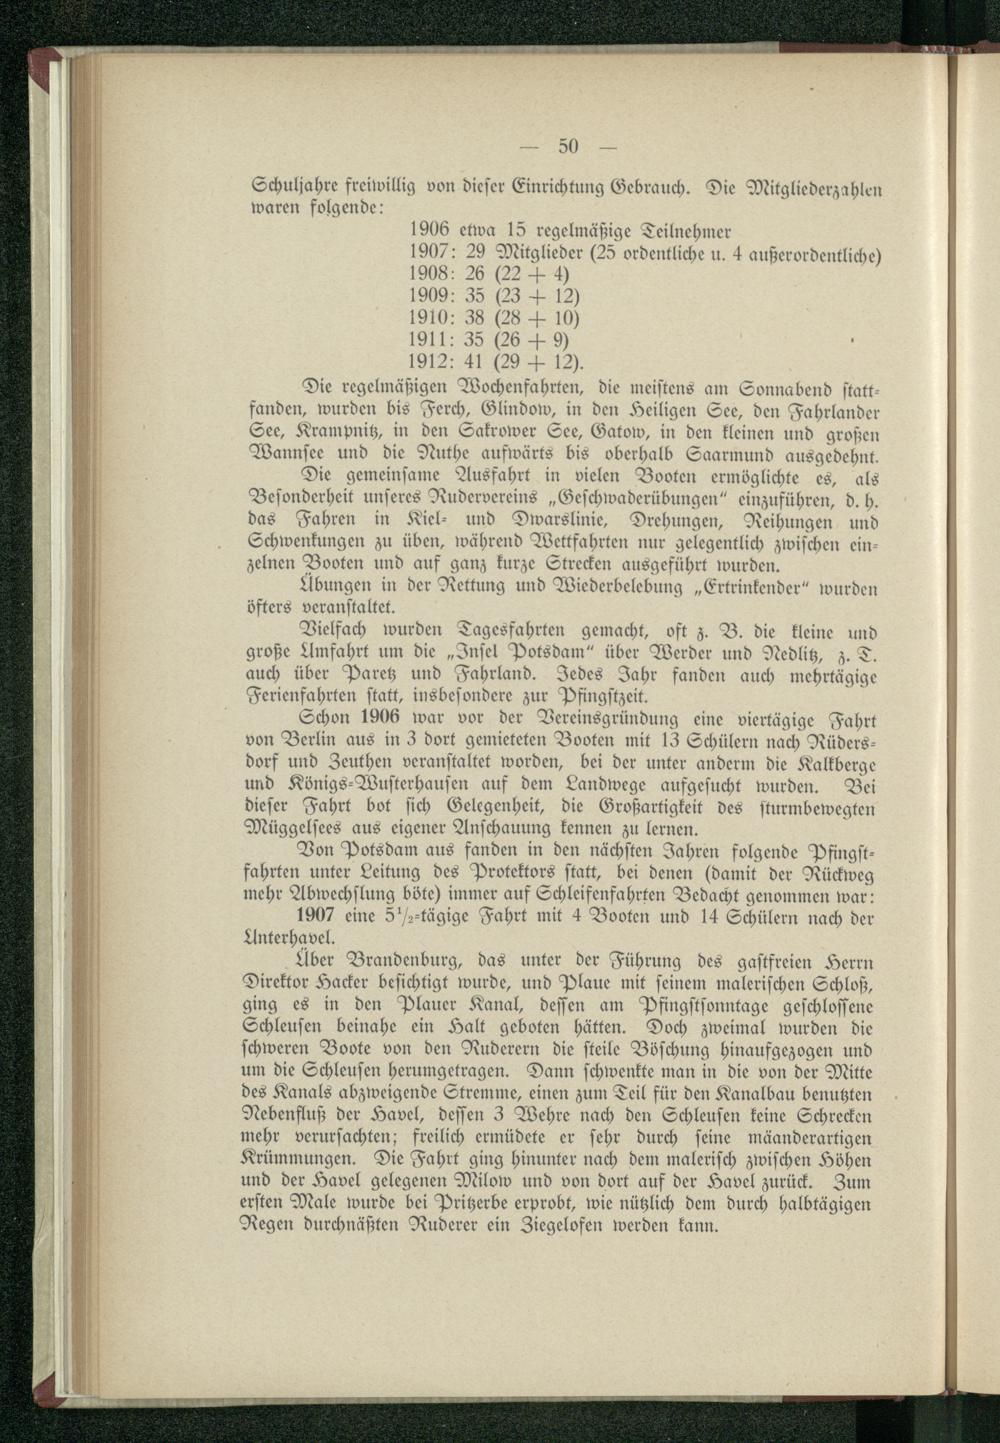 — 50 —
Schuljahre freiwillig von dieser Einrichtung Gebrauch. Die Mitgliederzahlen
waren folgende:
1906 etwa 15 regelmäßige Teilnehmer
1907: 29 Mitglieder (25 ordentliche u. 4 außerordentliche)
1908: 26 (22 + 4)
1909: 35 (23 + 12)
1910: 38 (28 + 10)
1911: 35 (26 + 9)
1912: 41 (29 + 12).
Die regelmäßigen Wochenfahrten, die meistens am Sonnabend statt-
fanden, wurden bis Ferch, Glindow, in den Heiligen See, den Fahrlander
See, Krampnitz, in den Sakrower See, Gatow, in den kleinen und großen
Wannsee und die Nuthe aufwärts bis oberhalb Saarmund ausgedehnt.
Die gemeinsame Ausfahrt in vielen Booten ermöglichte es, als
Besonderheit unseres Rudervereins „Geschwaderübungen“ einzuführen, d. h.
das Fahren in Kiel- und Dwarslinie, Drehungen, Reihungen und
Schwenkungen zu üben, während Wettfahrten nur gelegentlich zwischen ein-
zelnen Booten und auf ganz kurze Strecken ausgeführt wurden.
Übungen in der Rettung und Wiederbelebung „Ertrinkender“ wurden
öfters veranstaltet.
Vielfach wurden Tagesfahrten gemacht, oft z. B. die kleine und
große Umfahrt um die „Insel Potsdam“ über Werder und Nedlitz, z. T.
auch über Paretz und Fahrland. Jedes Jahr fanden auch mehrtägige
Ferienfahrten statt, insbesondere zur Pfingstzeit.
Schon 1906 war vor der Vereinsgründung eine viertägige Fahrt
von Berlin aus in 3 dort gemieteten Booten mit 13 Schülern nach Rüders-
dorf und Zeuthen veranstaltet worden, bei der unter anderm die Kalkberge
und Königs-Wusterhausen auf dem Landwege aufgesucht wurden. Bei
dieser Fahrt bot sich Gelegenheit, die Großartigkeit des sturmbewegten
Müggelsees aus eigener Anschauung kennen zu lernen.
Von Potsdam aus fanden in den nächsten Jahren folgende Pfingst-
fahrten unter Leitung des Protektors statt, bei denen (damit der Rückweg
mehr Abwechslung böte) immer auf Schleifenfahrten Bedacht genommen war:
1907 eine 5½-tägige Fahrt mit 4 Booten und 14 Schülern nach der
Unterhavel.
Über Brandenburg, das unter der Führung des gastfreien Herrn
Direktor Hacker besichtigt wurde, und Plaue mit seinem malerischen Schloß,
ging es in den Plauer Kanal, dessen am Pfingstsonntage geschlossene
Schleusen beinahe ein Halt geboten hätten. Doch zweimal wurden die
schweren Boote von den Ruderern die steile Böschung hinaufgezogen und
um die Schleusen herumgetragen. Dann schwenkte man in die von der Mitte
des Kanals abzweigende Stremme, einen zum Teil für den Kanalbau benutzten
Nebenfluß der Havel, dessen 3 Wehre nach den Schleusen keine Schrecken
mehr verursachten; freilich ermüdete er sehr durch seine mäanderartigen
Krümmungen. Die Fahrt ging hinunter nach dem malerisch zwischen Höhen
und der Havel gelegenen Milow und von dort auf der Havel zurück. Zum
ersten Male wurde bei Pritzerbe erprobt, wie nützlich dem durch halbtägigen
Regen durchnäßten Ruderer ein Ziegelofen werden kann.